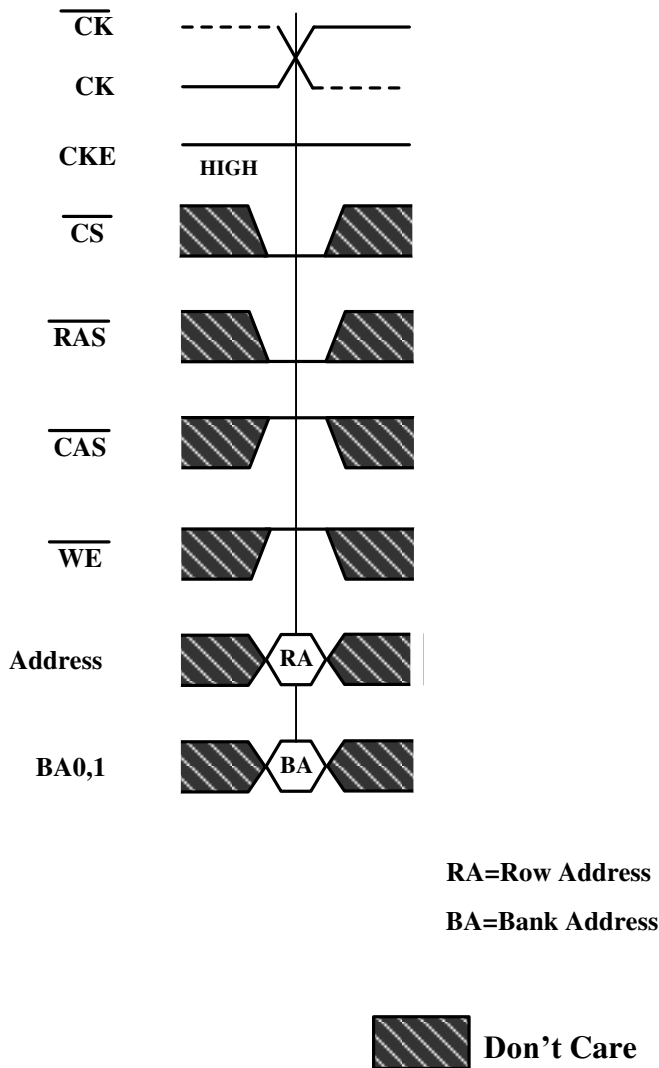 CK
CK
CKE
HIGH
CS
RAS
CAS
WE
Address
RA
BA0,1
BA
RA=Row Address
BA=Bank Address
Don't Care